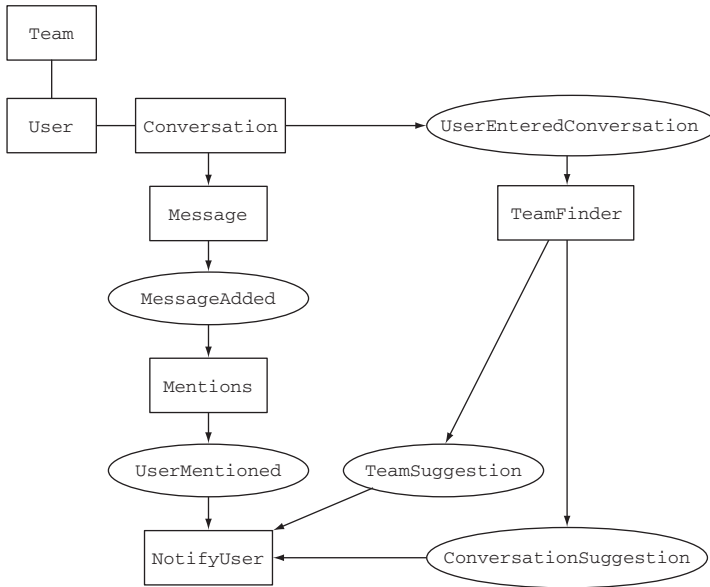 Team
User
Conversation
UserEnteredConversation
Message
TeamFinder
MessageAdded
Mentions
UserMentioned
TeamSuggestion
NotifyUser
ConversationSuggestion